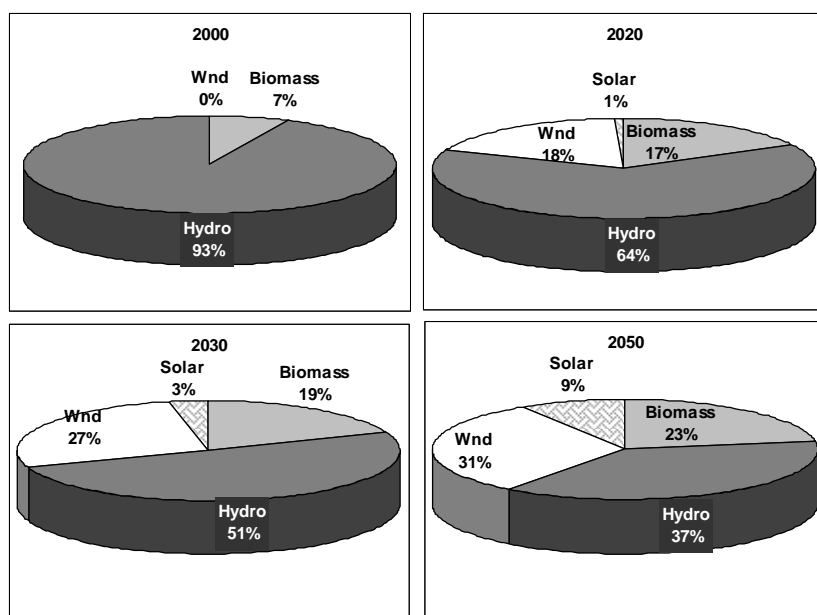 2000
Wnd
0%
Biomass
7%
Hydro
93%
2020
Solar
1%
Wnd
18%
Biomass
17%
Hydro
64%
2030
Solar
3%
Biomass
19%
Wnd
27%
Hydro
51%
2050
Solar
9%
Biomass
23%
Wnd
31%
Hydro
37%